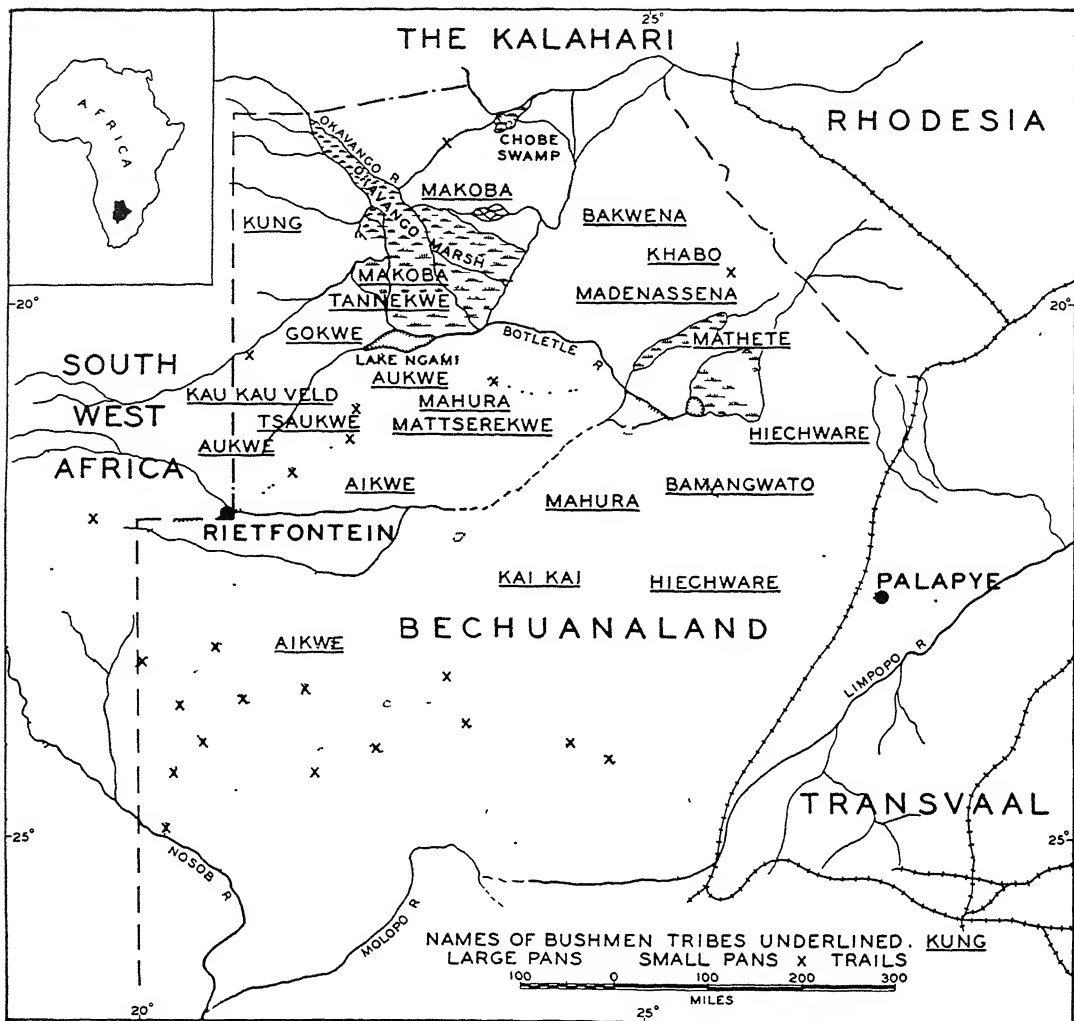 25°
THE KALAHARI
AFRICA
RHODESIA
OKAVANGO R
CHOBE
SWAMP
MAKOBA
OKAVANGO MARSH
KUNG
BAKWENA
KHABO
MAKOBA
MADENASSENA
TANNEKWE
20°
20°
GOKWE
BOTLETLE R
MATHETE
LAKE NGAMI
SOUTH
WEST
AFRICA
AUKWE
KAU KAU VELD
MAHURA
TSAUKWE
MATTSEREKWE
AUKWE
HIECHWARE
AIKWE
BAMANGWATO
MAHURA
RIETFONTEIN
KAI KAI
HIECHWARE
PALAPYE
BECHUANALAND
AIKWE
LIMPOPO R
TRANSVAAL
25°
25°
NOSOB R
MOLOPO R
NAMES OF BUSHMEN TRIBES UNDERLINED. KUNG
LARGE PANS SMALL PANS X TRAILS
100 0 100 200 300
MILES
20°
25°